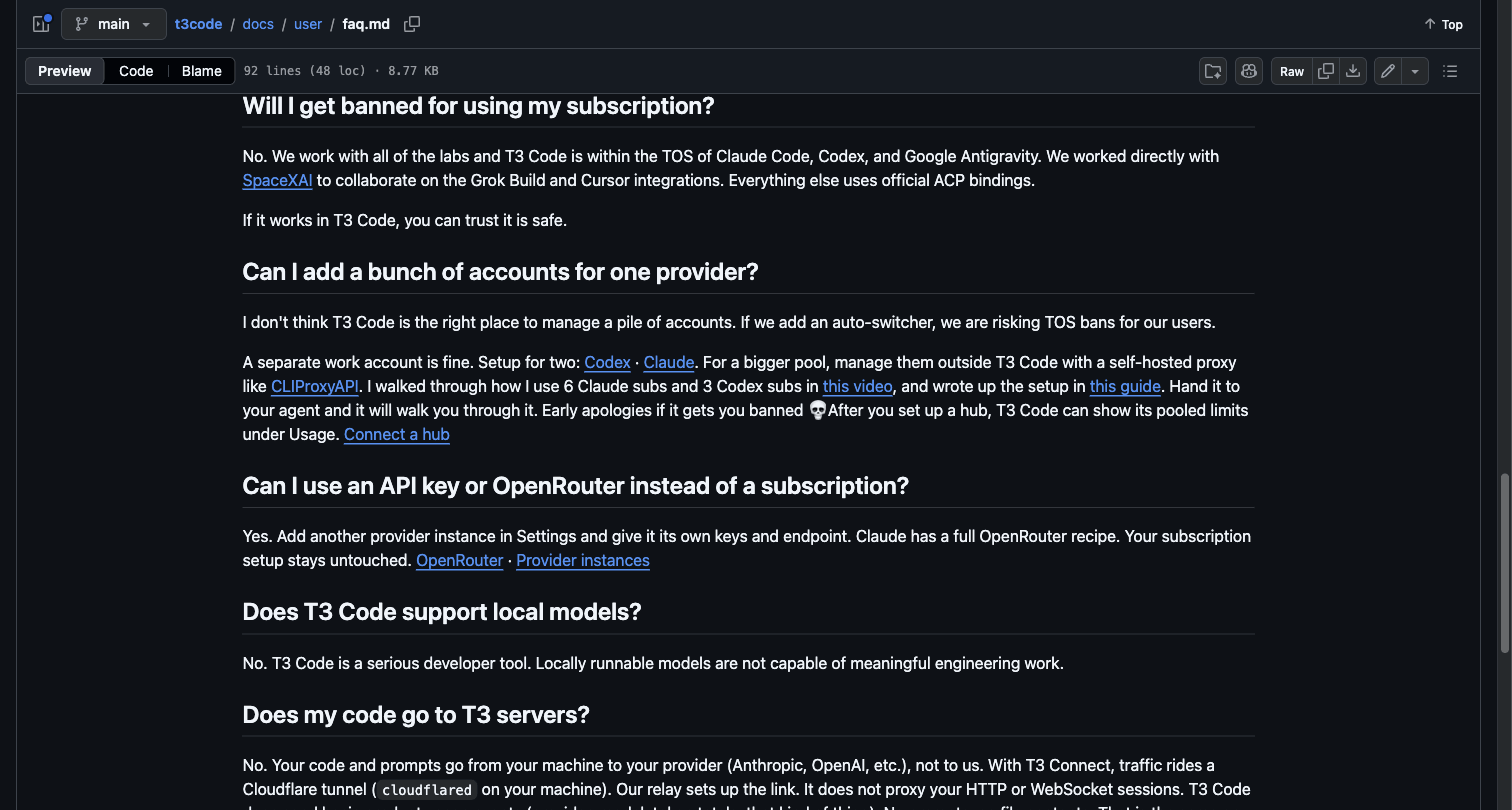 main
t3code / docs / user / faq.md
Top
Preview Code Blame 92 lines (48 loc) · 8.77 KB Raw
Will I get banned for using my subscription?
No. We work with all of the labs and T3 Code is within the TOS of Claude Code, Codex, and Google Antigravity. We worked directly with
SpaceXAI to collaborate on the Grok Build and Cursor integrations. Everything else uses official ACP bindings.
If it works in T3 Code, you can trust it is safe.
Can I add a bunch of accounts for one provider?
I don't think T3 Code is the right place to manage a pile of accounts. If we add an auto-switcher, we are risking TOS bans for our users.
A separate work account is fine. Setup for two: Codex · Claude. For a bigger pool, manage them outside T3 Code with a self-hosted proxy
like CLIProxyAPI. I walked through how I use 6 Claude subs and 3 Codex subs in this video, and wrote up the setup in this guide. Hand it to
your agent and it will walk you through it. Early apologies if it gets you banned 💀After you set up a hub, T3 Code can show its pooled limits
under Usage. Connect a hub
Can I use an API key or OpenRouter instead of a subscription?
Yes. Add another provider instance in Settings and give it its own keys and endpoint. Claude has a full OpenRouter recipe. Your subscription
setup stays untouched. OpenRouter · Provider instances
Does T3 Code support local models?
No. T3 Code is a serious developer tool. Locally runnable models are not capable of meaningful engineering work.
Does my code go to T3 servers?
No. Your code and prompts go from your machine to your provider (Anthropic, OpenAI, etc.), not to us. With T3 Connect, traffic rides a
Cloudflare tunnel (cloudflared on your machine). Our relay sets up the link. It does not proxy your HTTP or WebSocket sessions. T3 Code